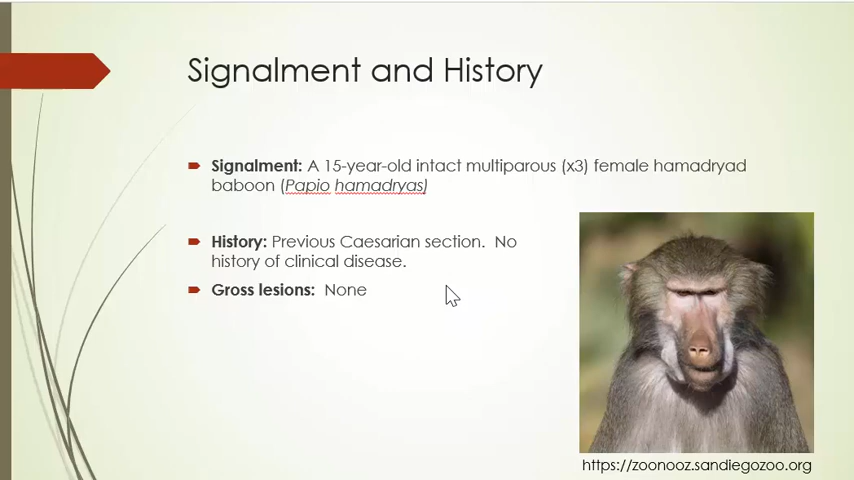 Signalment and History
Signalment: A 15-year-old intact multiparous (x3) female hamadryad
baboon (Papio hamadryas)
History: Previous Caesarian section.  No
history of clinical disease.
Gross lesions:  None
https://zoonooz.sandiegozoo.org